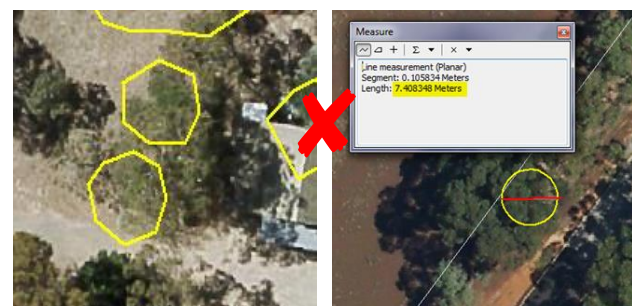 Measure
Line measurement (Planar)
Segment: 0.105834 Meters
Length: 7.408348 Meters